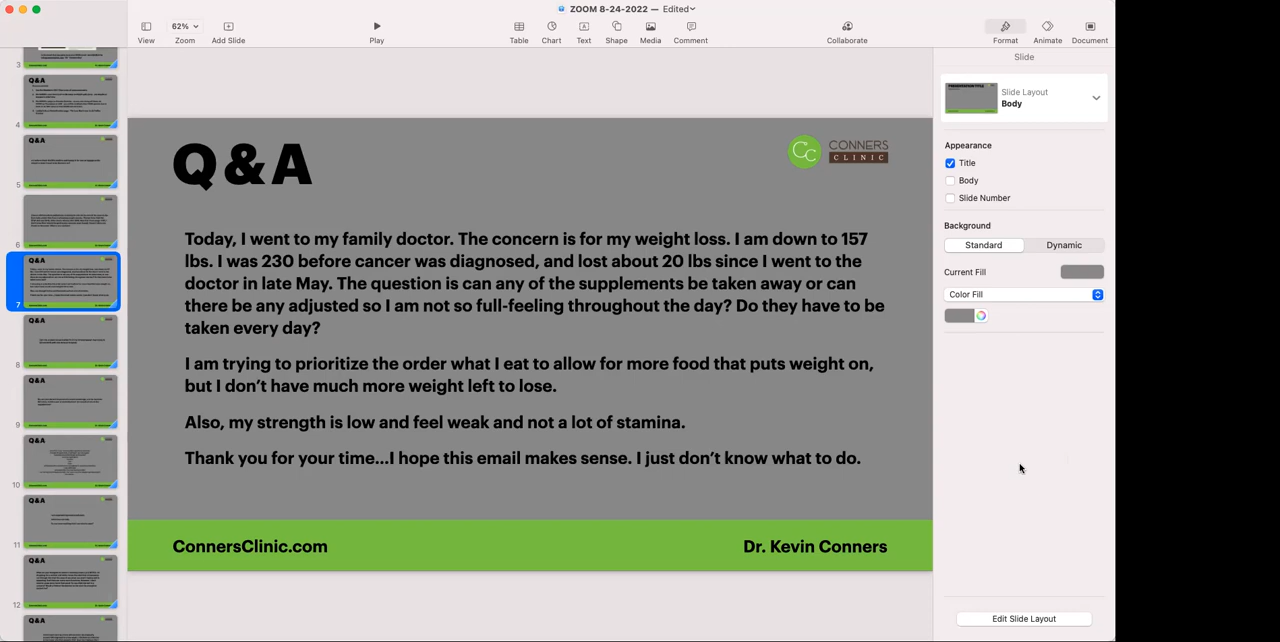 ZOOM 8-24-2022 — Edited
62%
View
Zoom
Add Slide
Play
Table
Chart
Text
Shape
Media
Comment
Collaborate
Format
Animate
Document
3
Q&A
4
Q&A
5
6
Q&A
7
Q&A
8
Q&A
9
10
Q&A
11
Q&A
12
Q&A
Q&A
CC
CONNERS
CLINIC
Today, I went to my family doctor. The concern is for my weight loss. I am down to 157
lbs. I was 230 before cancer was diagnosed, and lost about 20 lbs since I went to the
doctor in late May. The question is can any of the supplements be taken away or can
there be any adjusted so I am not so full-feeling throughout the day? Do they have to be
taken every day?
I am trying to prioritize the order what I eat to allow for more food that puts weight on,
but I don’t have much more weight left to lose.
Also, my strength is low and feel weak and not a lot of stamina.
Thank you for your time...I hope this email makes sense. I just don’t know what to do.
ConnersClinic.com
Dr. Kevin Conners
Slide
Slide Layout
Body
Appearance
Title
Body
Slide Number
Background
Standard
Dynamic
Current Fill
Color Fill
Edit Slide Layout